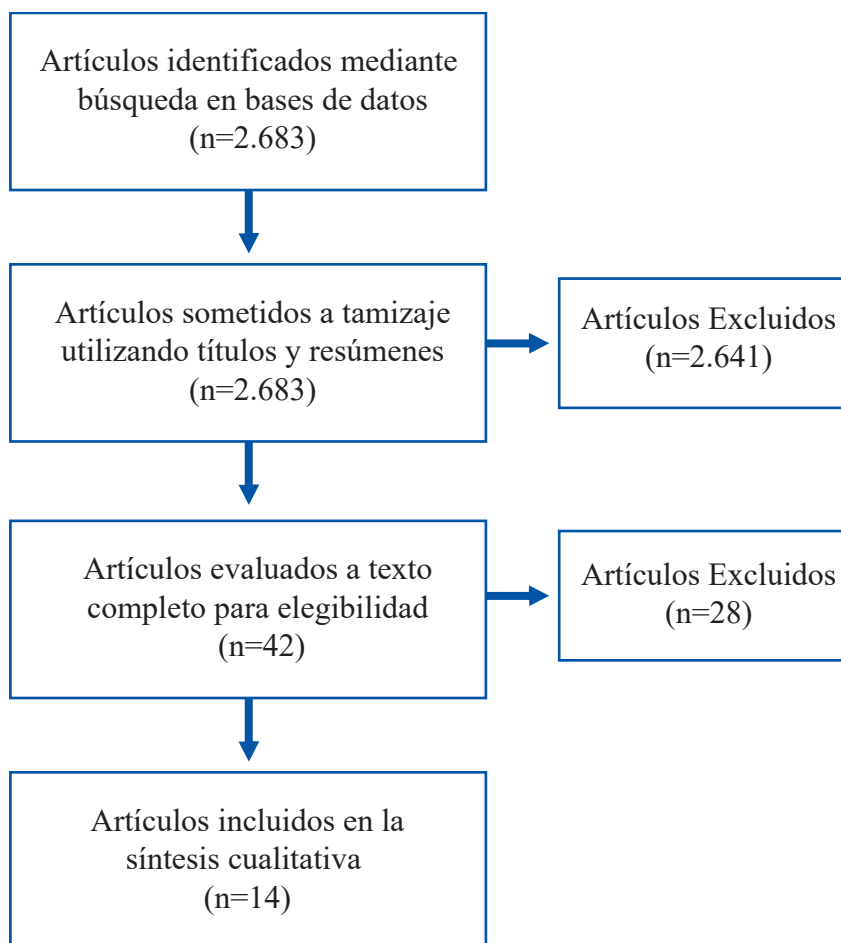 Artículos identificados mediante
búsqueda en bases de datos
(n=2.683)
Artículos sometidos a tamizaje
utilizando títulos y resúmenes
(n=2.683)
Artículos Excluidos
(n=2.641)
Artículos evaluados a texto
completo para elegibilidad
(n=42)
Artículos Excluidos
(n=28)
Artículos incluidos en la
síntesis cualitativa
(n=14)